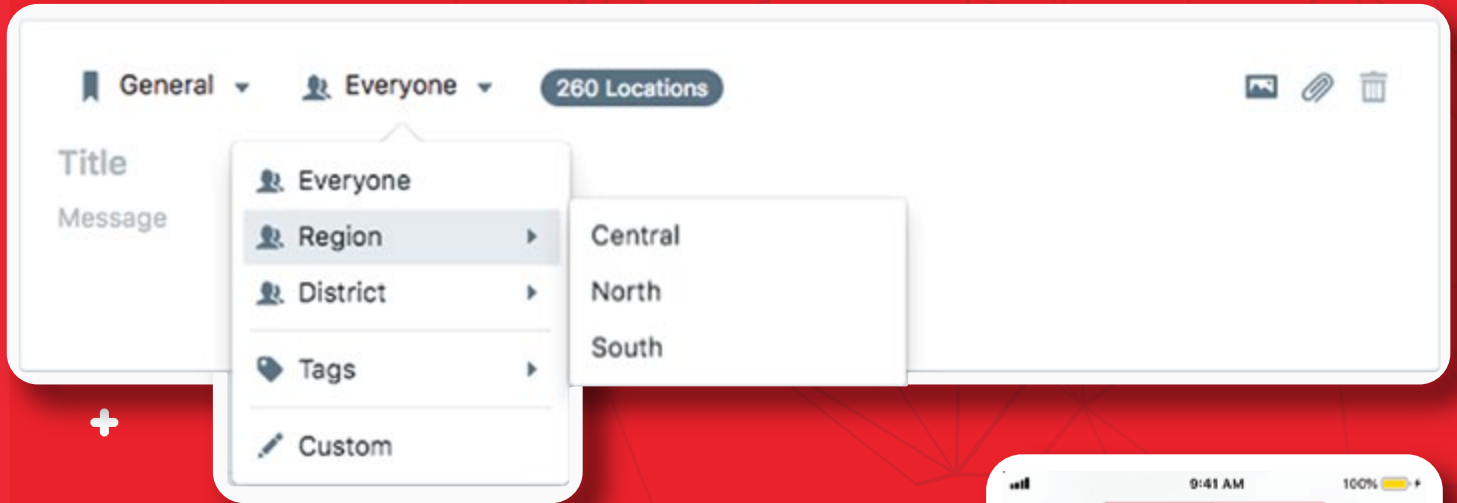 General Everyone 260 Locations
Title
Message
Everyone
Region
District
Tags
Custom
Central
North
South
9:41 AM 100%